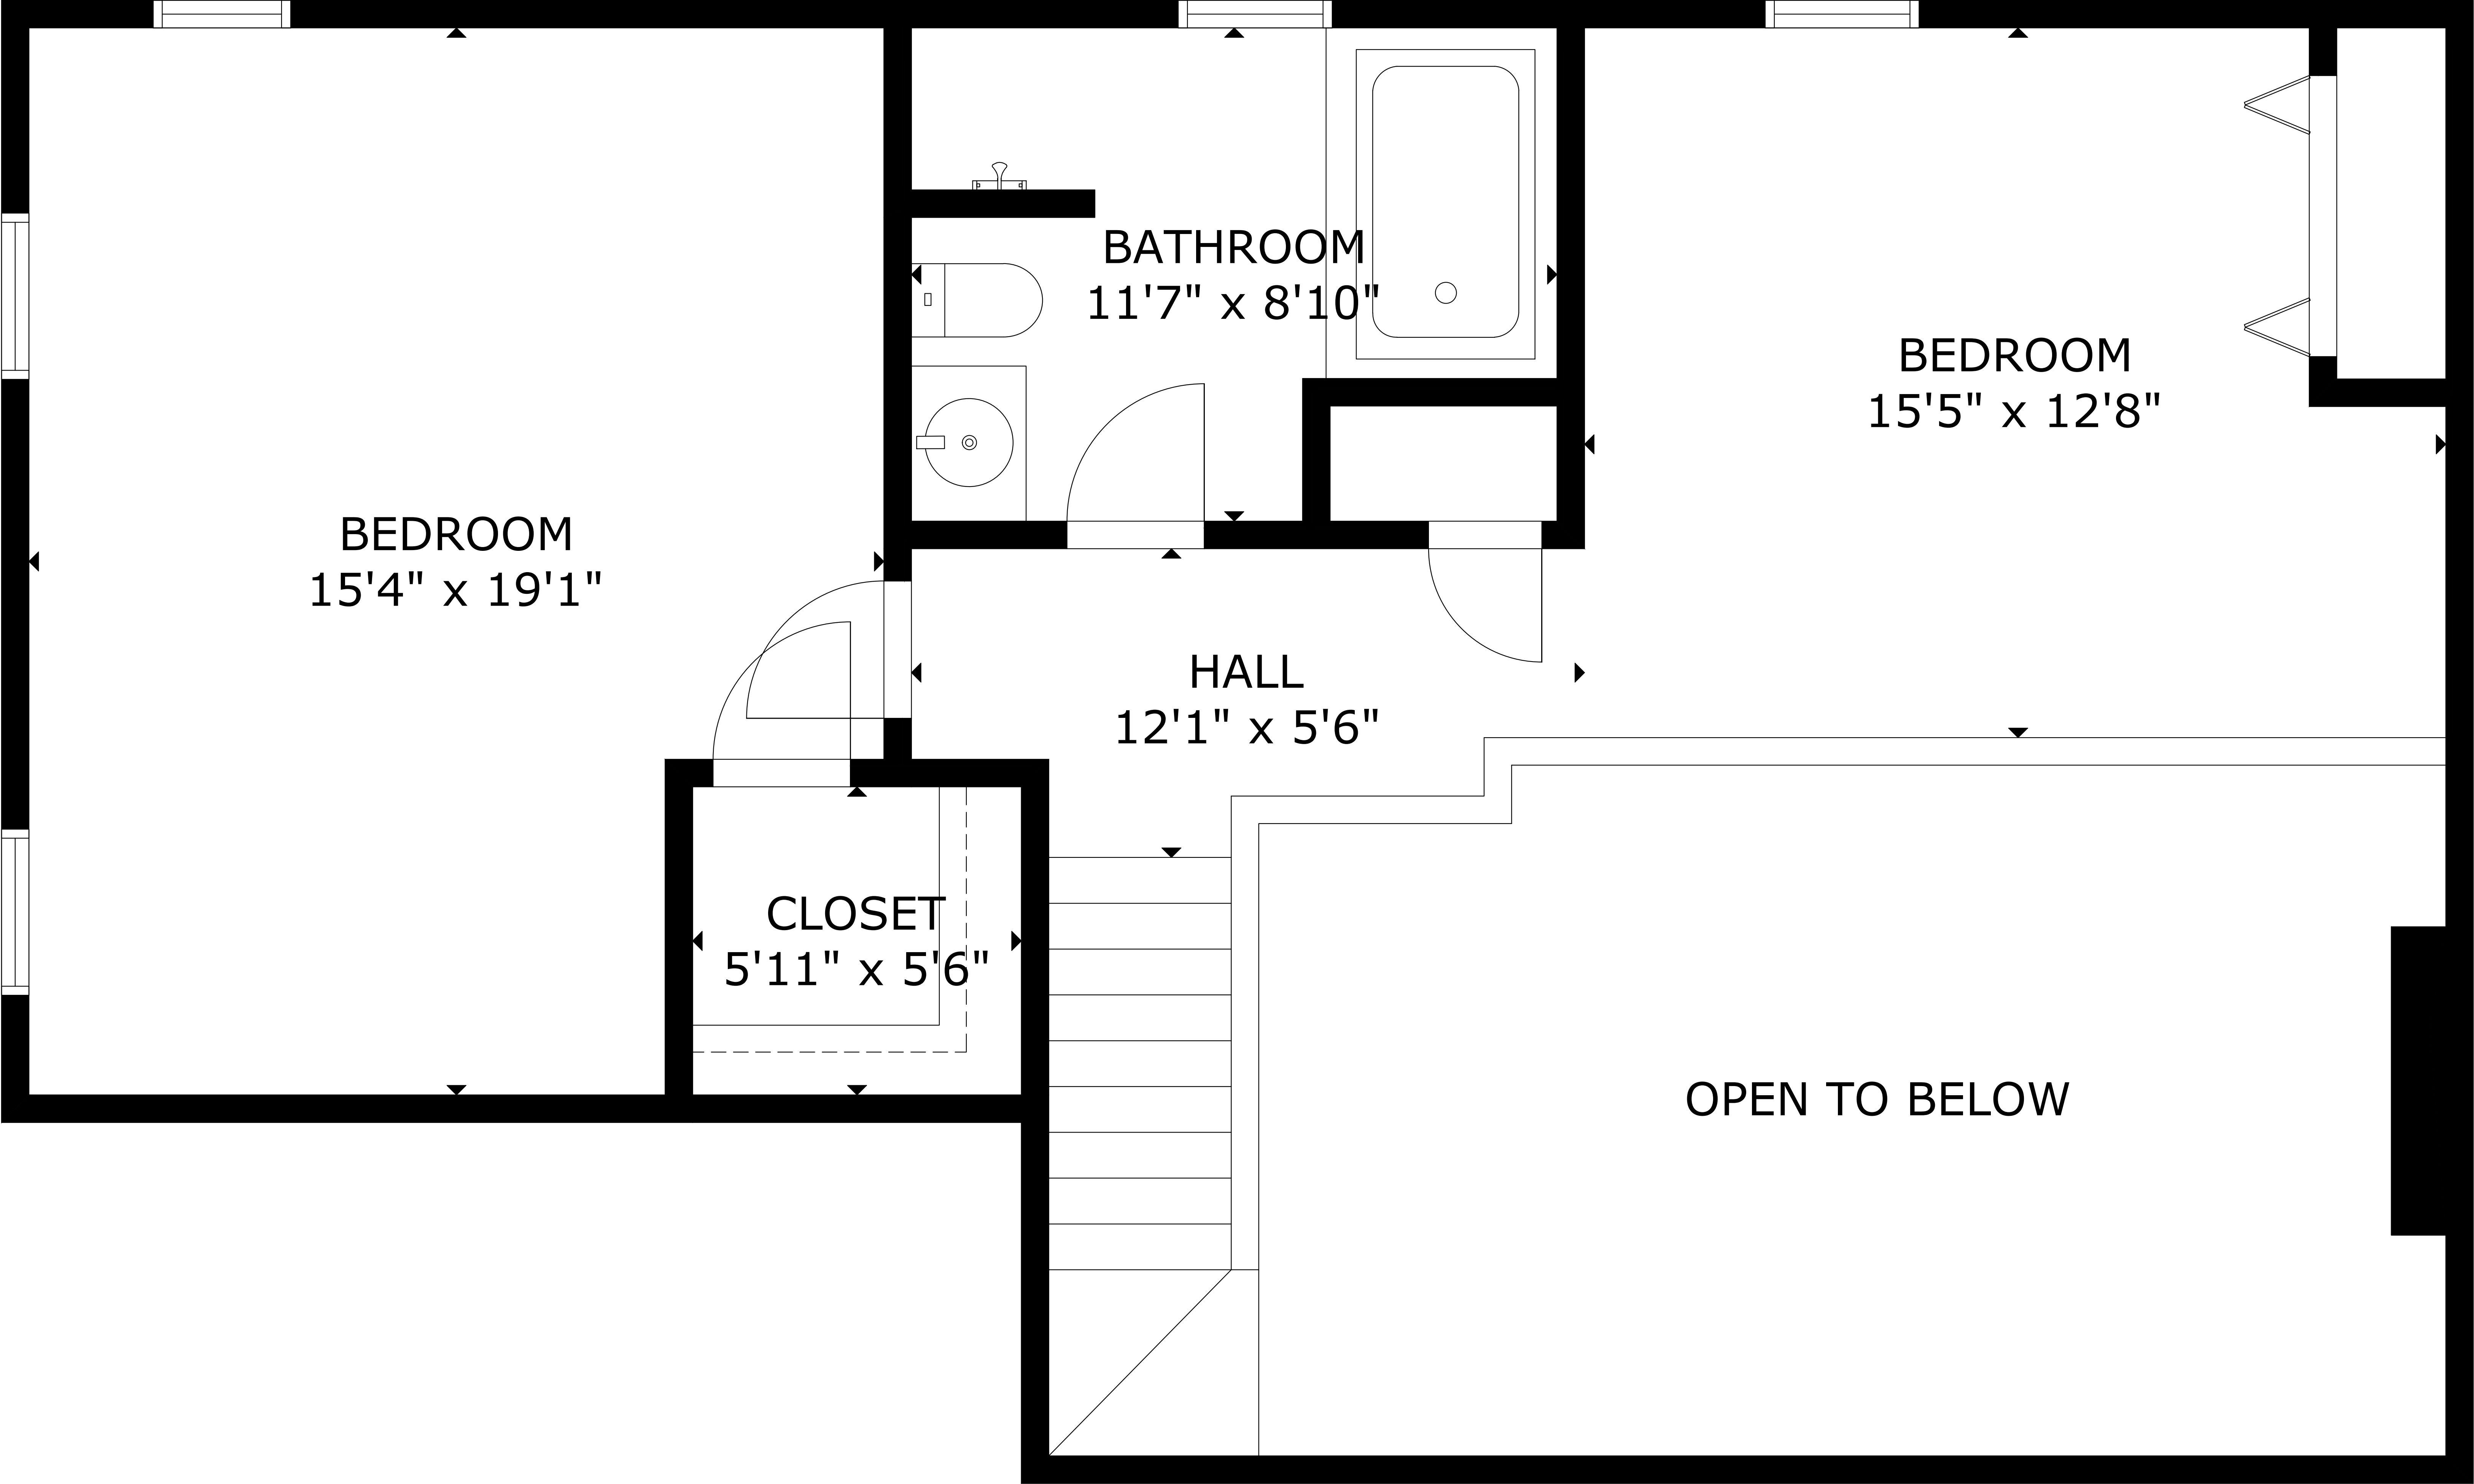 BATHROOM
11'7" x 8'10"
BEDROOM
15'5" x 12'8"
BEDROOM
15'4" x 19'1"
HALL
12'1" x 5'6"
CLOSET
5'11" x 5'6"
OPEN TO BELOW